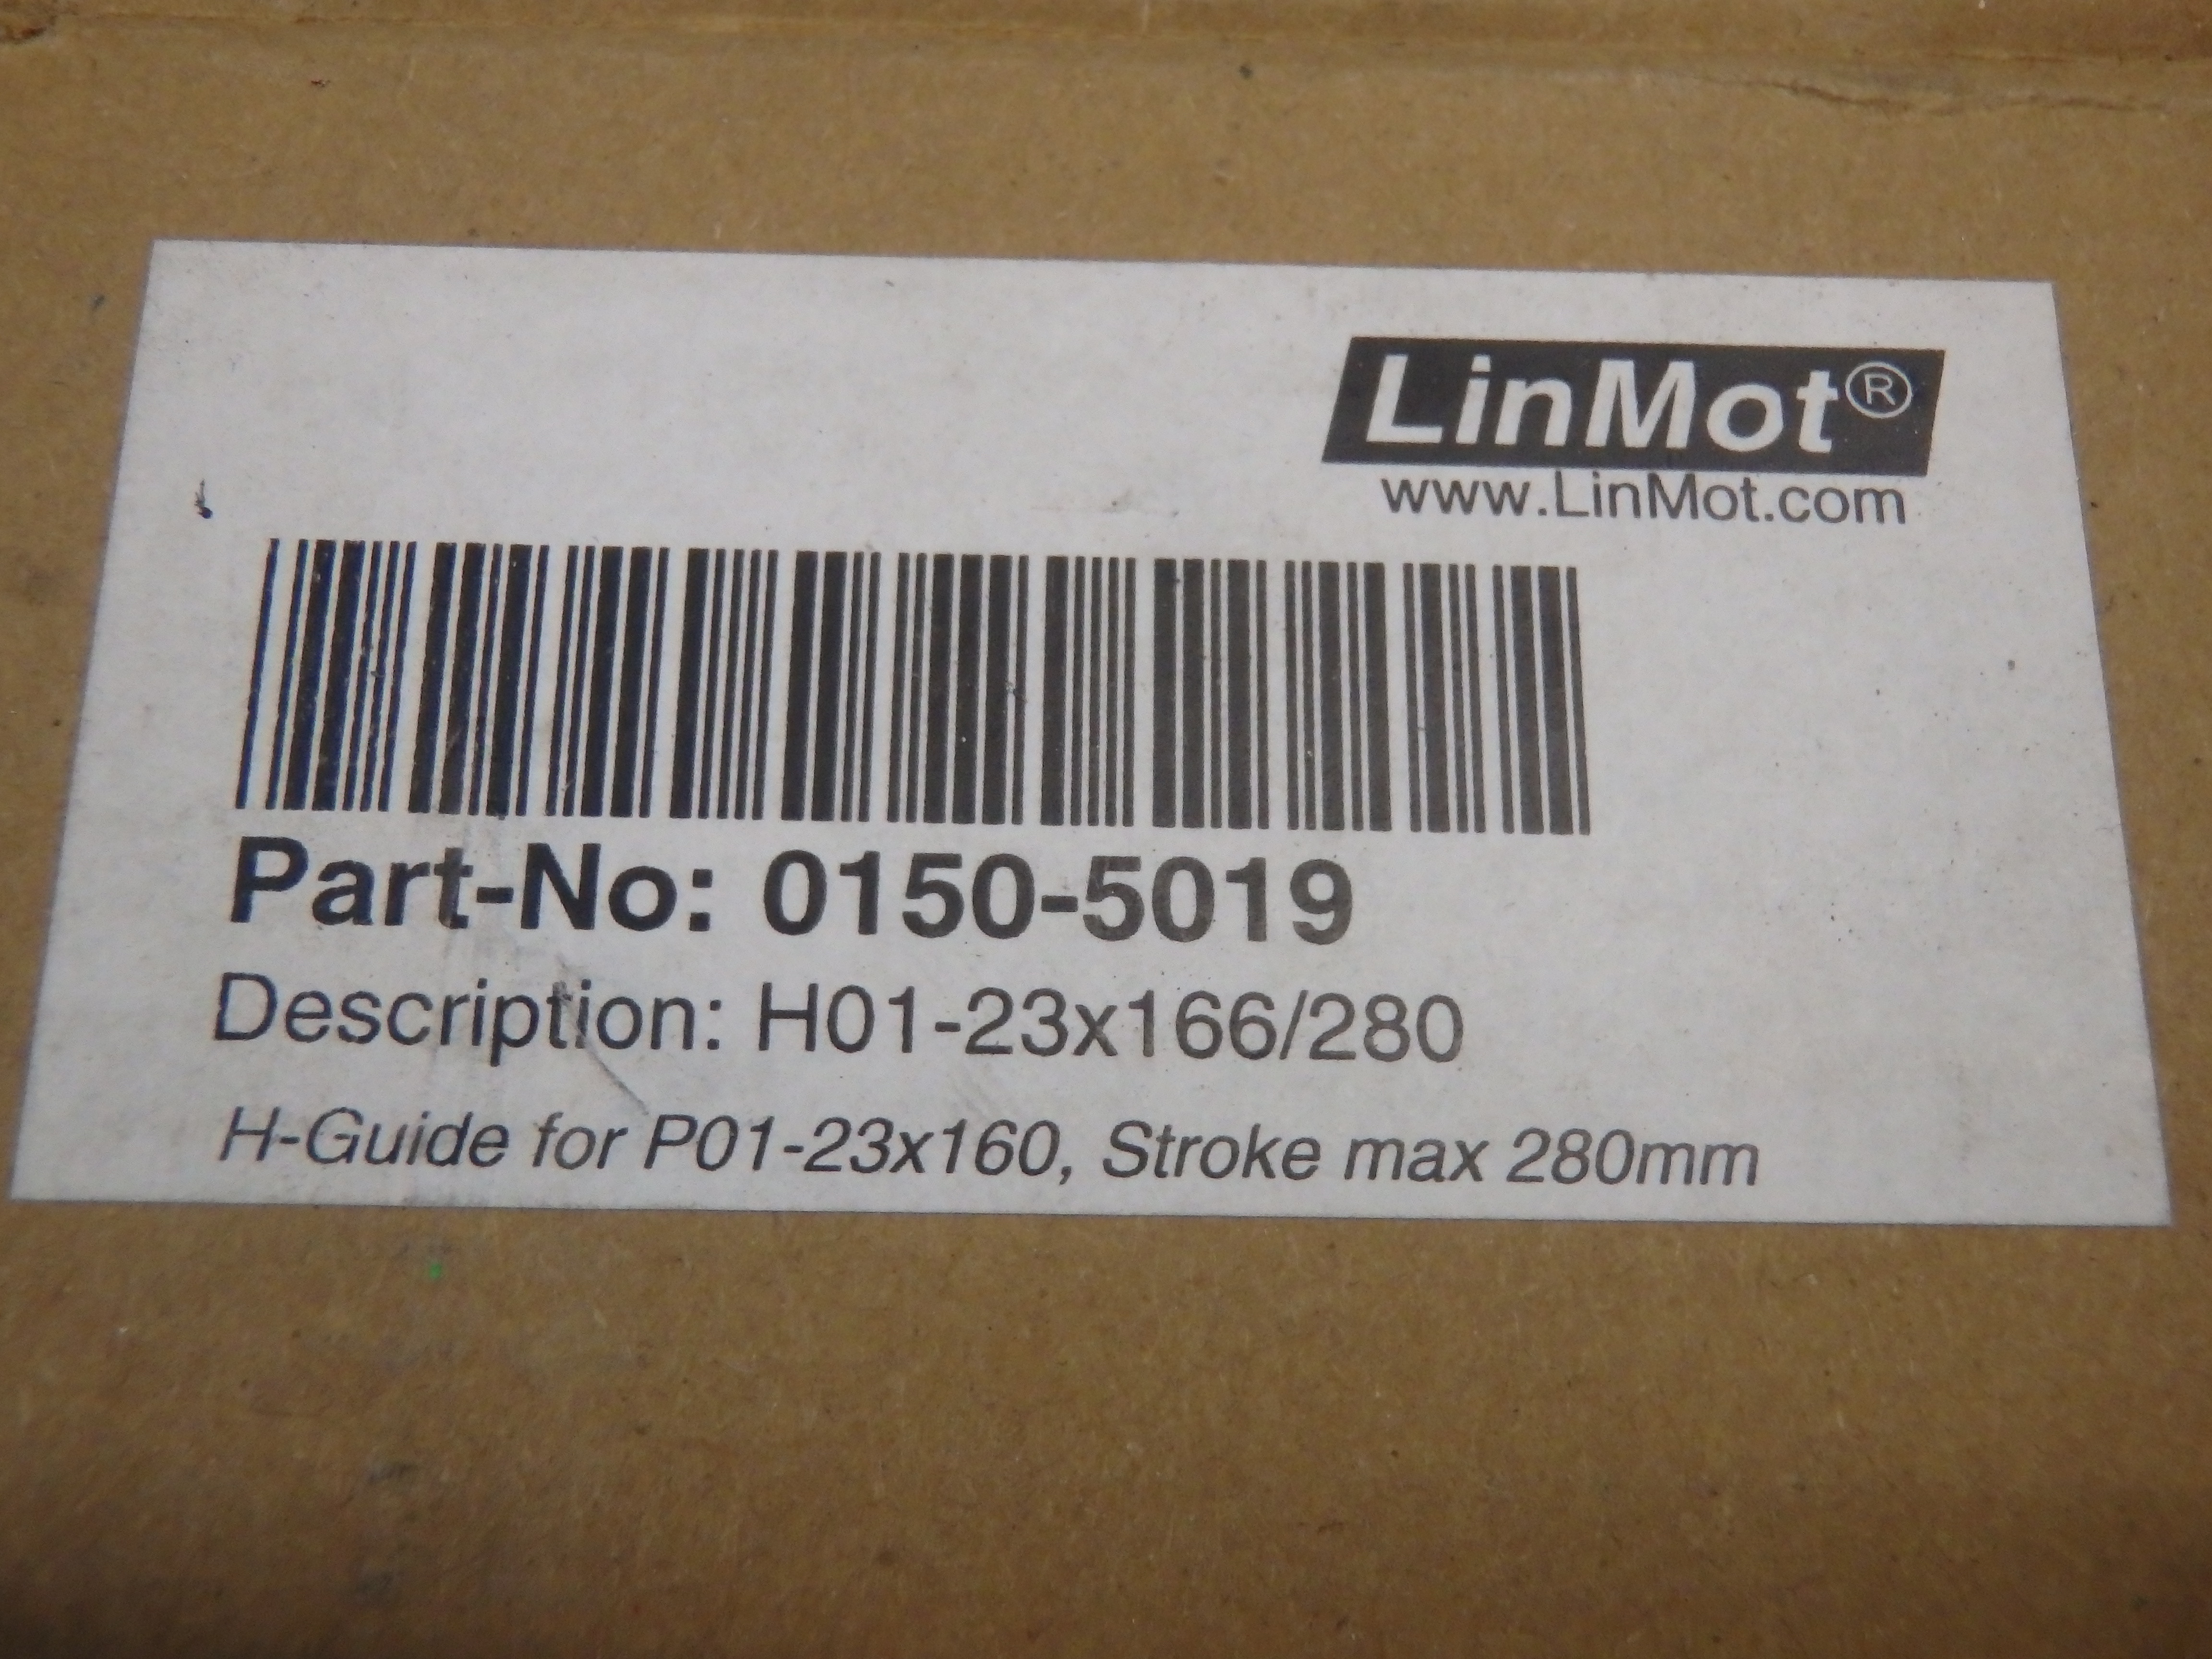 LinMot®
www.LinMot.com
Part-No: 0150-5019
Description: H01-23x166/280
H-Guide for P01-23x160, Stroke max 280mm